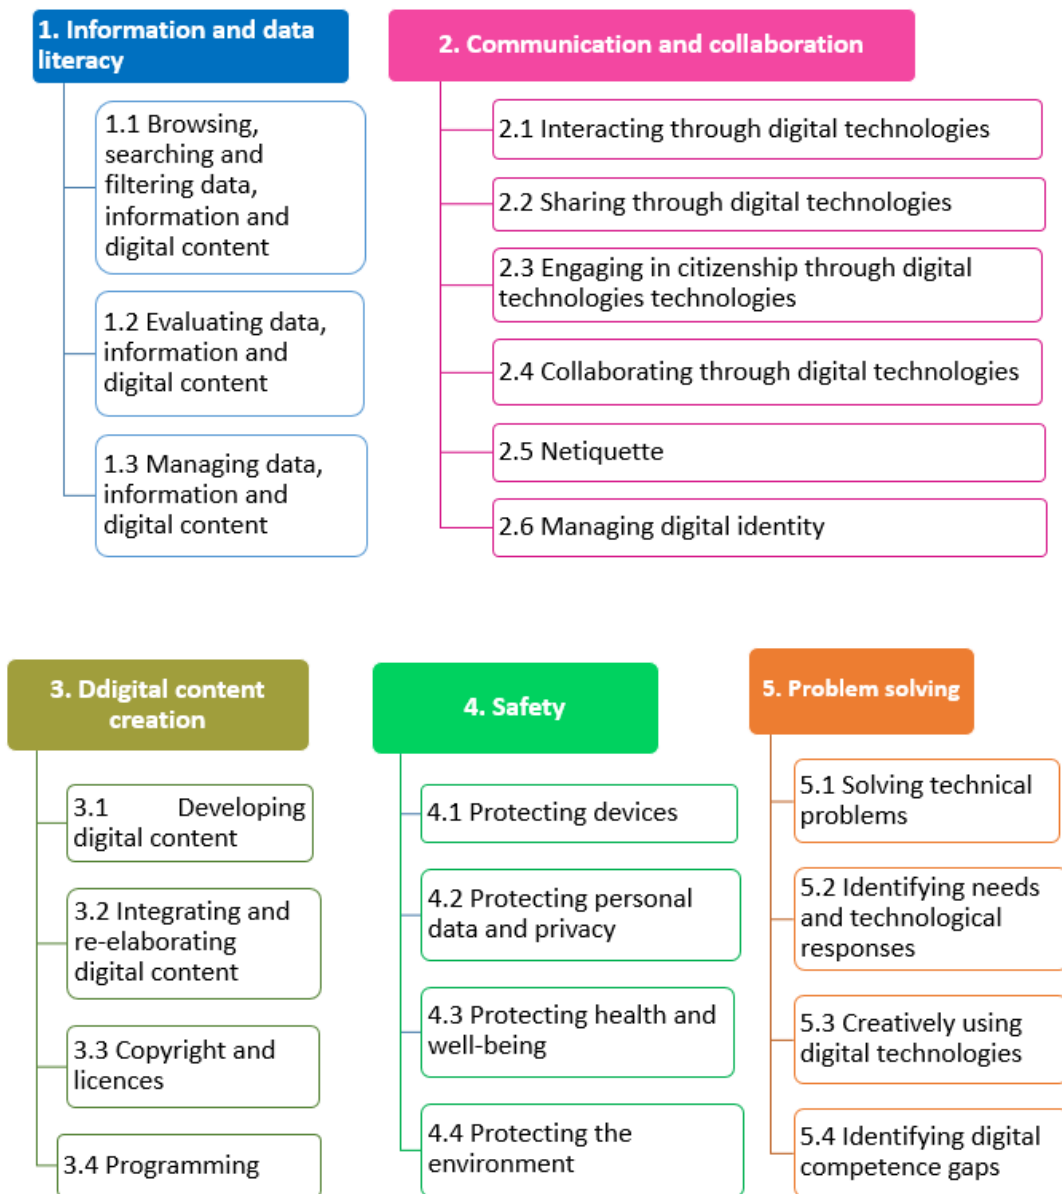 1. Information and data
literacy
1.1 Browsing,
searching and
filtering data,
information and
digital content
1.2 Evaluating data,
information and
digital content
1.3 Managing data,
information and
digital content
2. Communication and collaboration
2.1 Interacting through digital technologies
2.2 Sharing through digital technologies
2.3 Engaging in citizenship through digital
technologies technologies
2.4 Collaborating through digital technologies
2.5 Netiquette
2.6 Managing digital identity
3. Ddigital content
creation
3.1 Developing
digital content
3.2 Integrating and
re-elaborating
digital content
3.3 Copyright and
licences
3.4 Programming
4. Safety
4.1 Protecting devices
4.2 Protecting personal
data and privacy
4.3 Protecting health and
well-being
4.4 Protecting the
environment
5. Problem solving
5.1 Solving technical
problems
5.2 Identifying needs
and technological
responses
5.3 Creatively using
digital technologies
5.4 Identifying digital
competence gaps